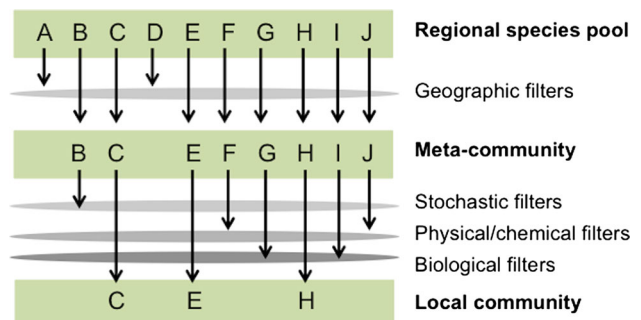 A B C D E F G H I J Regional species pool
Geographic filters
B C E F G H I J Meta-community
Stochastic filters
Physical/chemical filters
Biological filters
C E H Local community